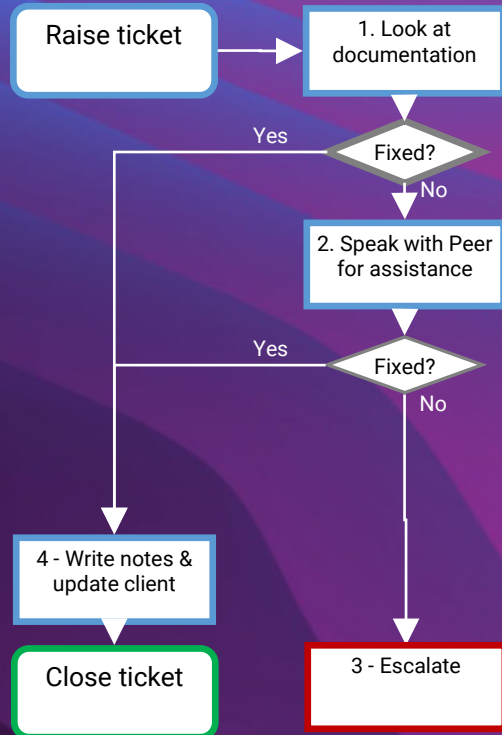 Raise ticket
1. Look at
documentation
Yes
Fixed?
No
2. Speak with Peer
for assistance
Yes
Fixed?
No
4 - Write notes &
update client
Close ticket
3 - Escalate